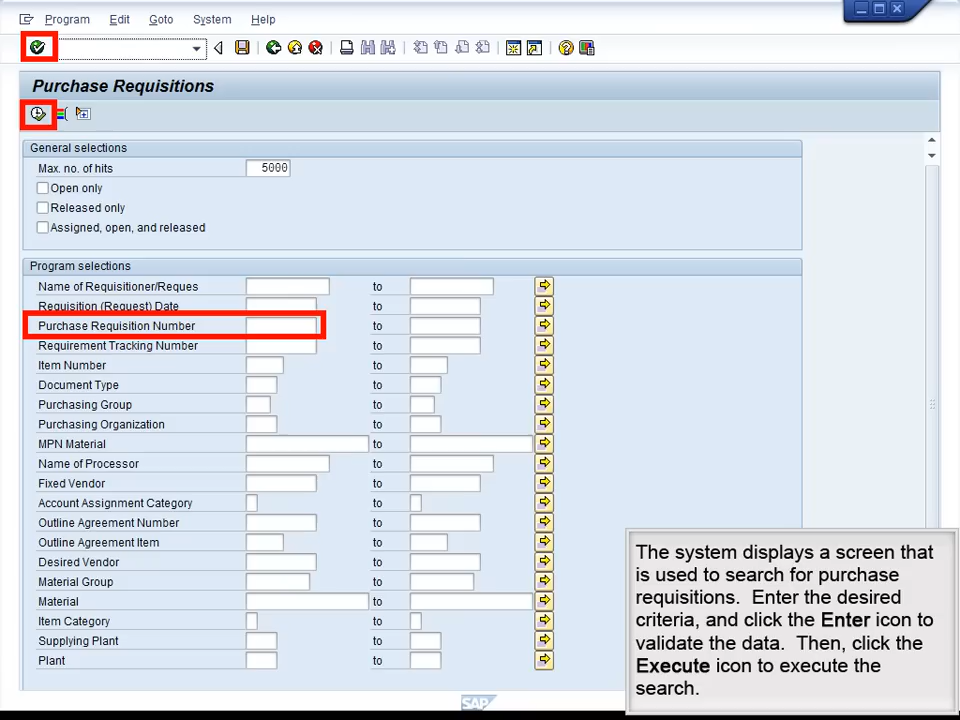 Program Edit Goto System Help
Purchase Requisitions
General selections
Max. no. of hits 5000
Open only
Released only
Assigned, open, and released
Program selections
Name of Requisitioner/Reques to
Requisition (Request) Date to
Purchase Requisition Number to
Requirement Tracking Number to
Item Number to
Document Type to
Purchasing Group to
Purchasing Organization to
MPN Material to
Name of Processor to
Fixed Vendor to
Account Assignment Category to
Outline Agreement Number to
Outline Agreement Item to
Desired Vendor to
Material Group to
Material to
Item Category to
Supplying Plant to
Plant to
The system displays a screen that
is used to search for purchase
requisitions. Enter the desired
criteria, and click the Enter icon to
validate the data. Then, click the
Execute icon to execute the
search.
SAP